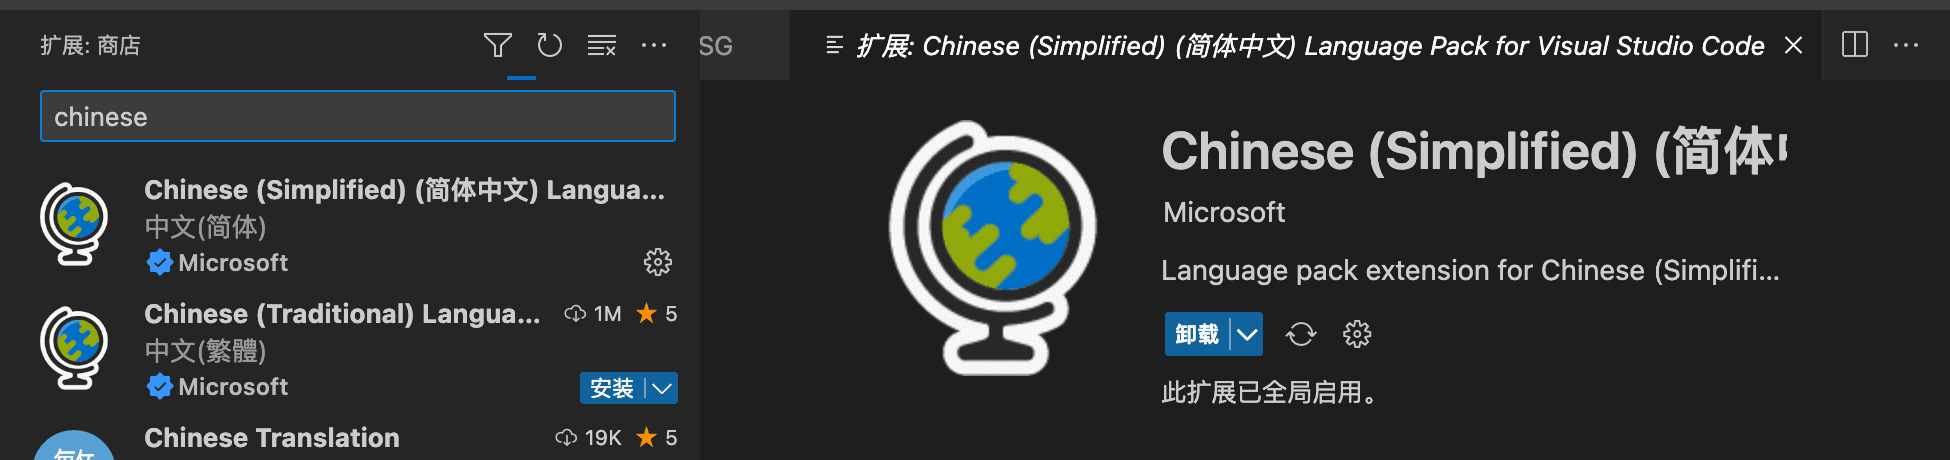 扩展: 商店
SG
扩展: Chinese (Simplified) (简体中文) Language Pack for Visual Studio Code
chinese
Chinese (Simplified) (简体中文) Langua...
中文(简体)
Microsoft
Chinese (Traditional) Langua...
1M
5
中文(繁體)
Microsoft
安装
Chinese Translation
19K
5
Chinese (Simplified) (简体
Microsoft
Language pack extension for Chinese (Simplifi...
卸载
此扩展已全局启用。